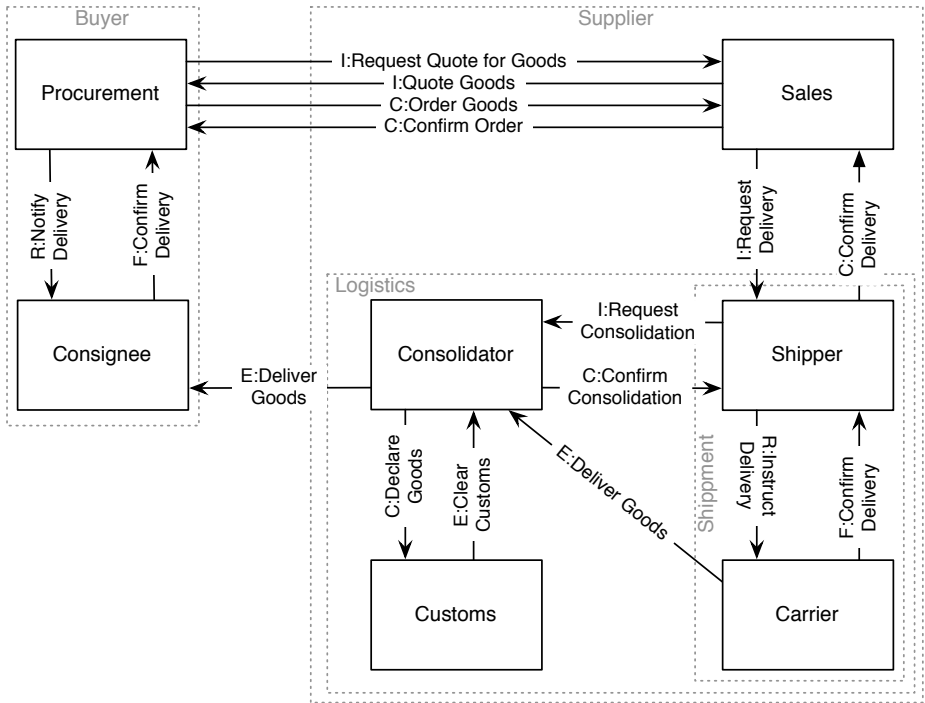 Buyer
Supplier
I:Request Quote for Goods
Procurement
I:Quote Goods
Sales
C:Order Goods
C:Confirm Order
R:Notify
Delivery
F:Confirm
Delivery
I:Request
Delivery
C:Confirm
Delivery
Logistics
Consignee
Consolidator
I:Request
Consolidation
Shipper
E:Deliver
Goods
C:Confirm
Consolidation
C:Declare
Goods
E:Clear
Customs
E:Deliver Goods
Shippment
R:Instruct
Delivery
F:Confirm
Delivery
Customs
Carrier